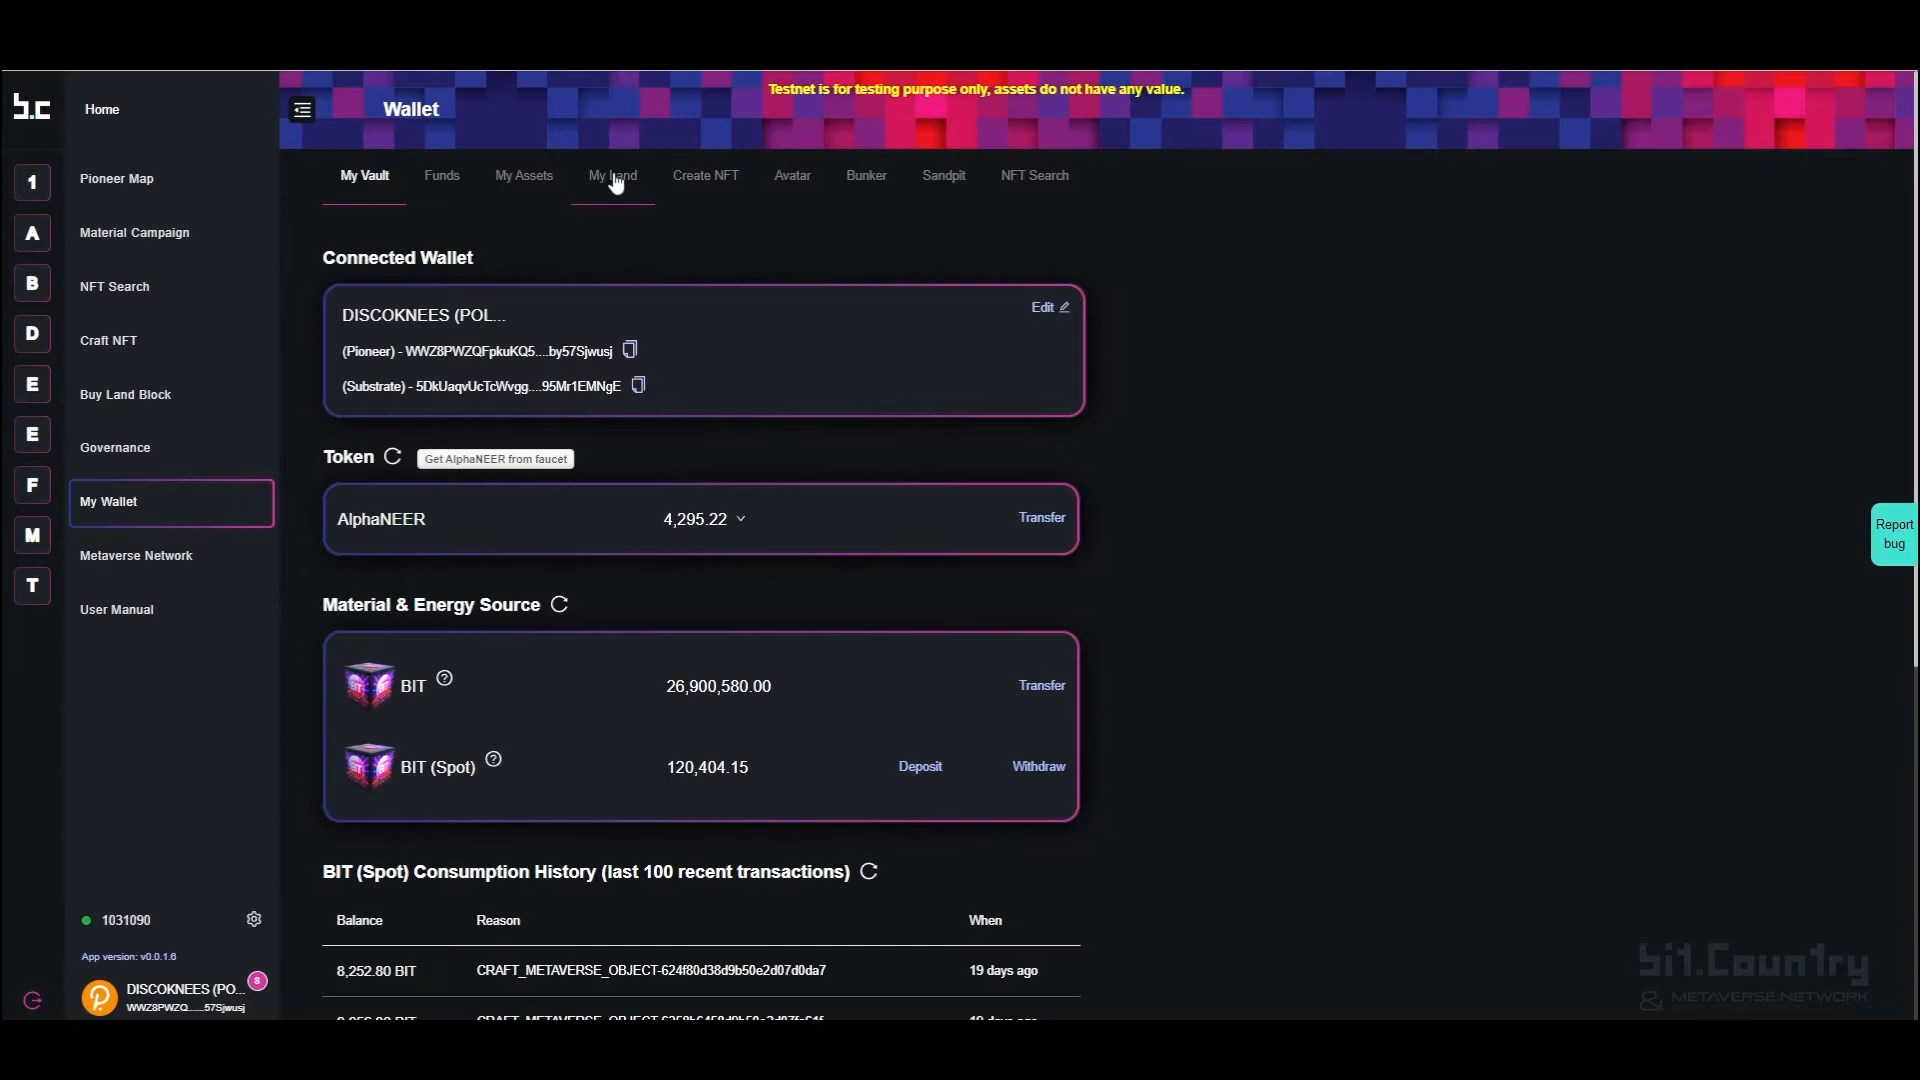 b.c
Home
Wallet
Testnet is for testing purpose only, assets do not have any value.
1
A
B
D
E
E
F
M
T
Pioneer Map
Material Campaign
NFT Search
Craft NFT
Buy Land Block
Governance
My Wallet
Metaverse Network
User Manual
My Vault
Funds
My Assets
My Land
Create NFT
Avatar
Bunker
Sandpit
NFT Search
Connected Wallet
DISCOKNEES (POL...
Edit
(Pioneer) - WWZ8PWZQFpkuKQ5....by57Sjwusj
(Substrate) - 5DkUaqvUcTcWvgg....95Mr1EMNgE
Token
Get AlphaNEER from faucet
AlphaNEER
4,295.22
Transfer
Report
bug
Material & Energy Source
BIT
26,900,580.00
Transfer
BIT (Spot)
120,404.15
Deposit
Withdraw
BIT (Spot) Consumption History (last 100 recent transactions)
Balance
Reason
When
8,252.80 BIT
CRAFT_METAVERSE_OBJECT-624f80d38d9b50e2d07d0da7
19 days ago
1031090
App version: v0.0.1.6
8
DISCOKNEES (PO...
WWZ8PWZQ......57Sjwusj
bit.Country
& METAVERSE.NETWORK